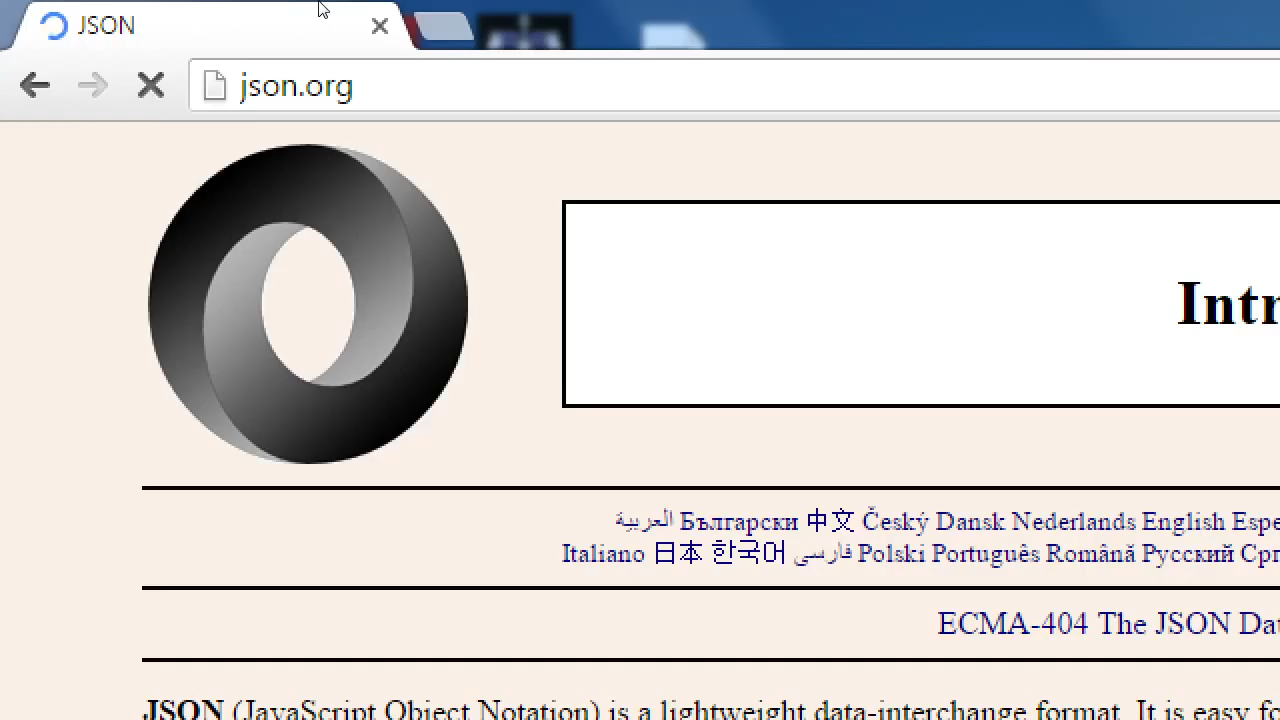 JSON
json.org
Intr
العربية Български 中文 Český Dansk Nederlands English Espe
Italiano 日本 한국어 فارسی Polski Português Română Русский Срп
ECMA-404 The JSON Dat
JSON (JavaScript Object Notation) is a lightweight data-interchange format. It is easy fo